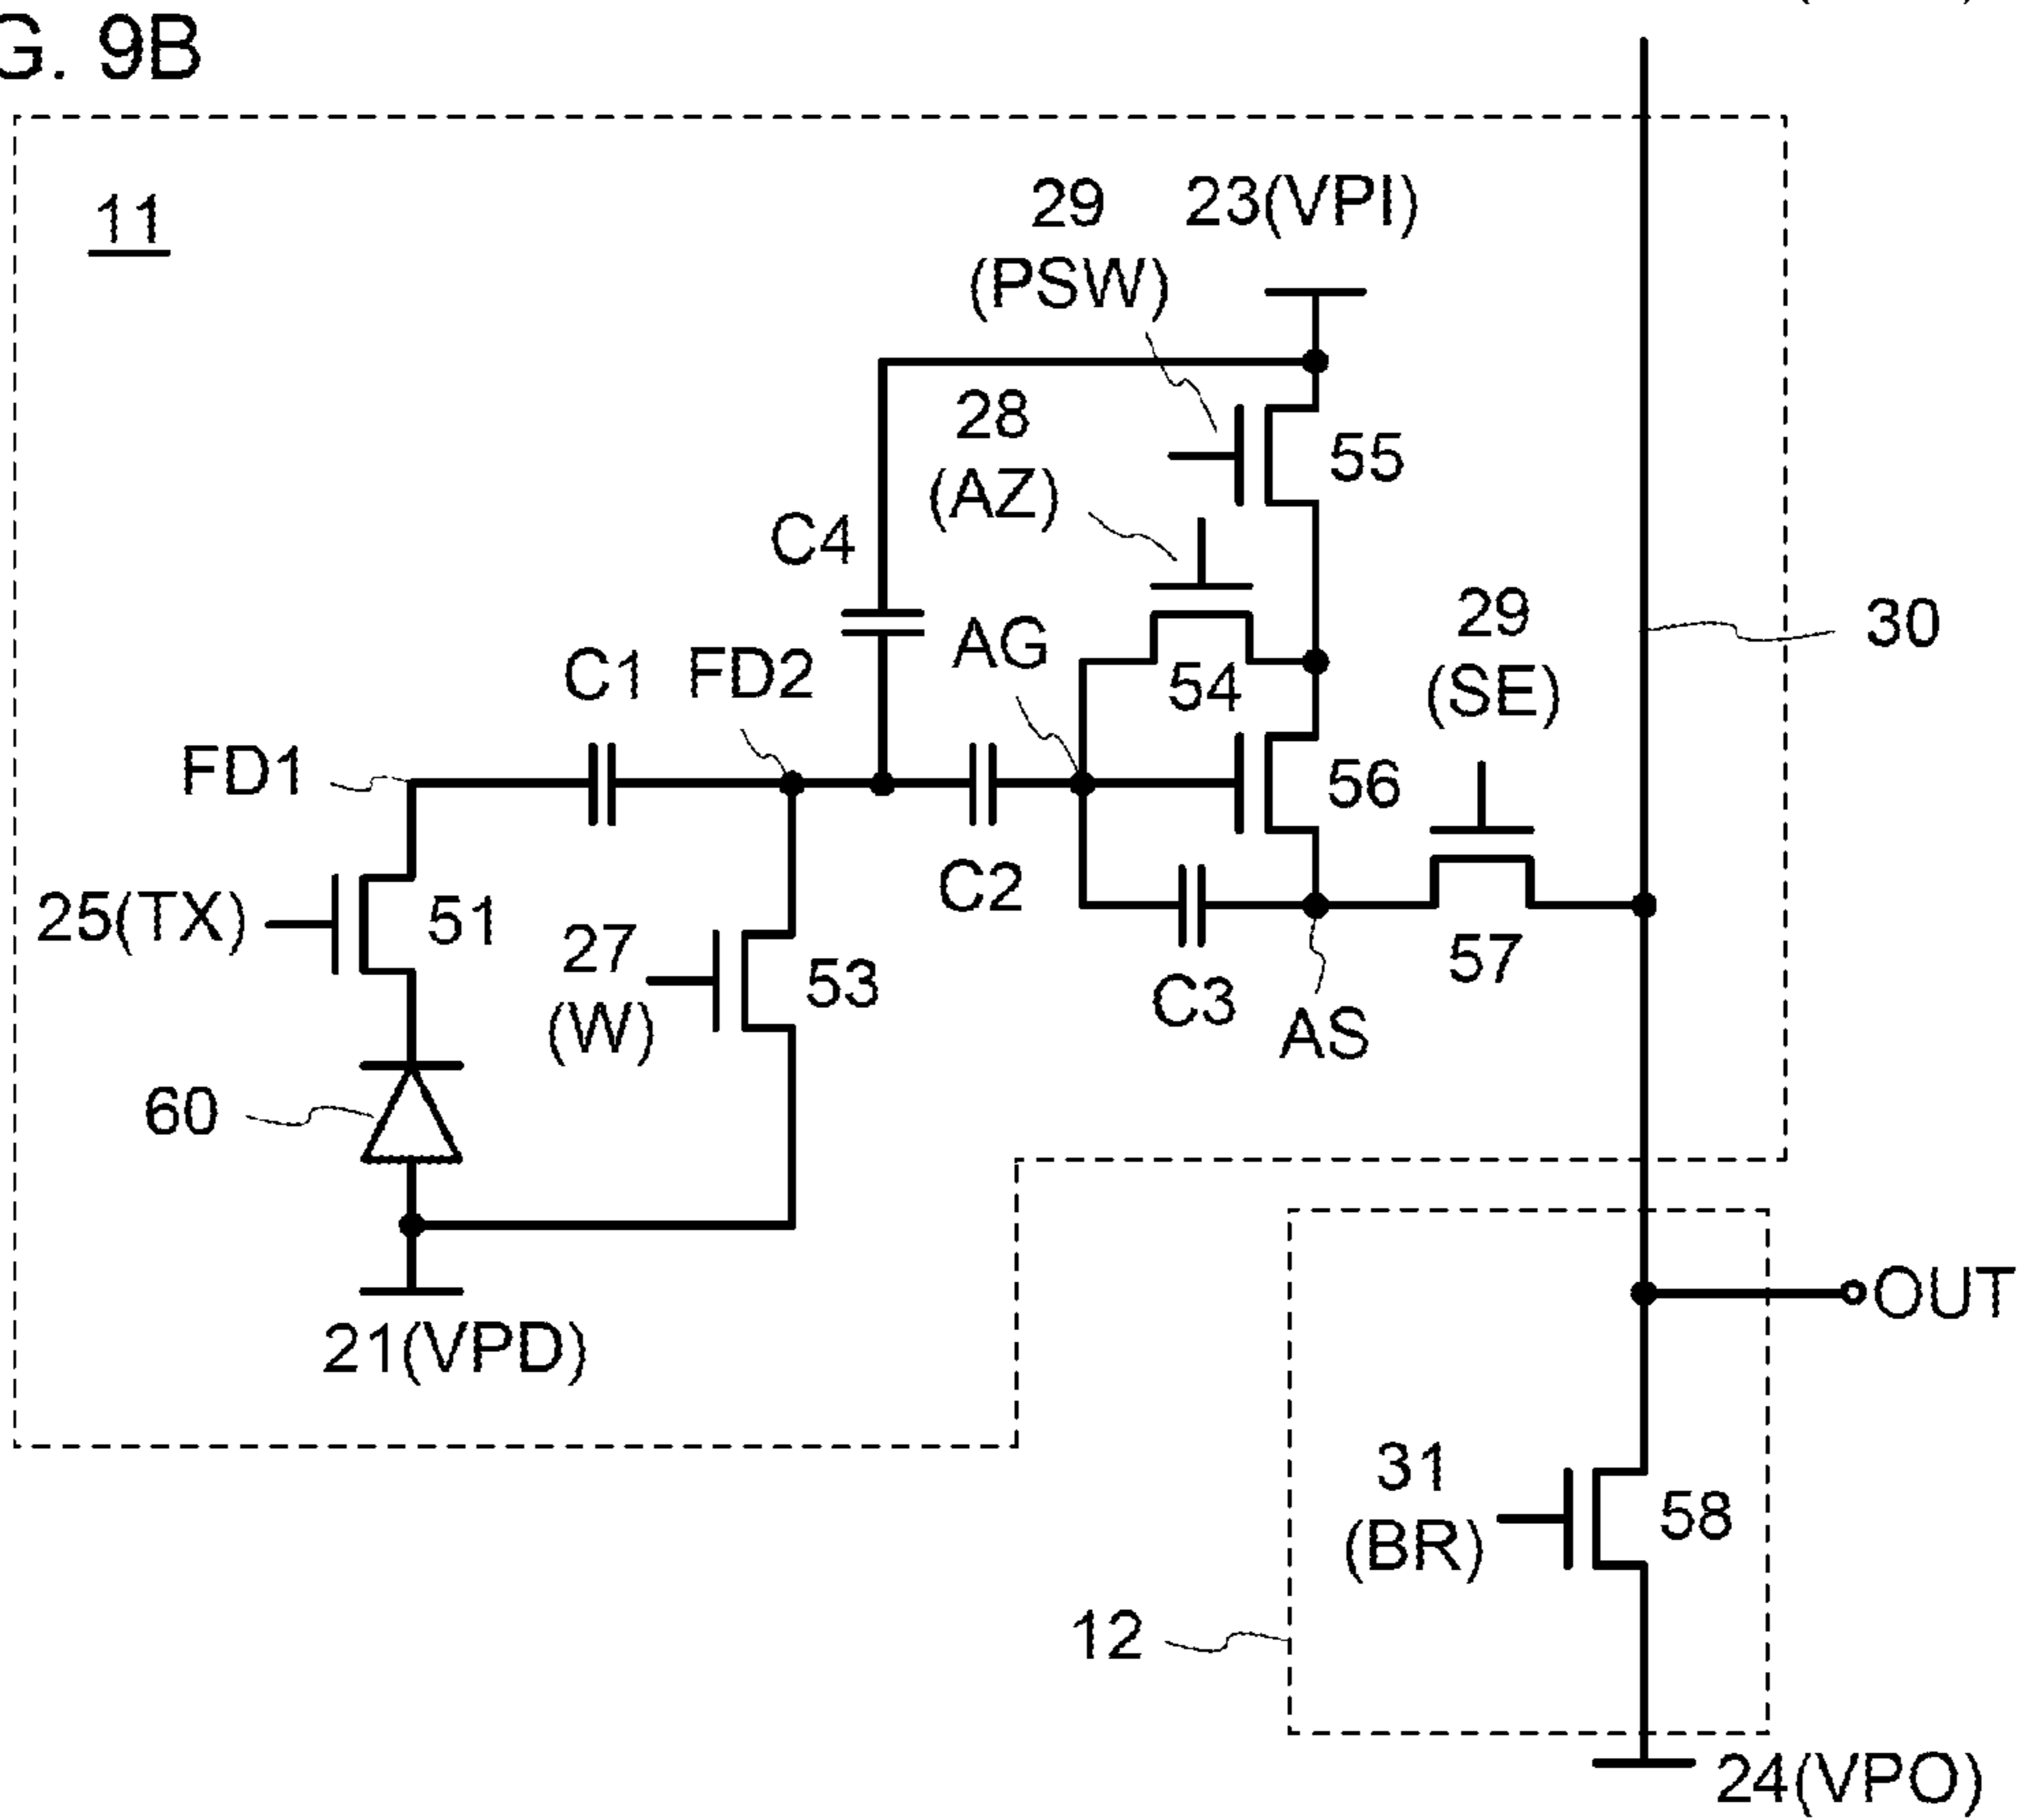 G. 9B
11
29
(PSW)
23(VPI)
28
(AZ)
55
C4
AG
54
29
(SE)
30
C1
FD2
FD1
56
C2
25(TX)
51
27
(W)
53
C3
AS
57
60
21(VPD)
OUT
31
(BR)
58
12
24(VPO)